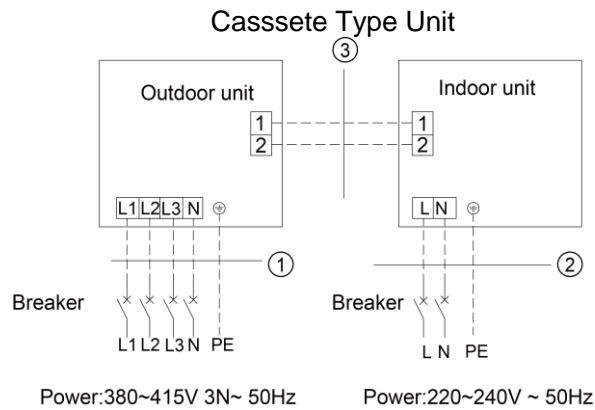 Casssete Type Unit
③
Outdoor unit
Indoor unit
1
2
1
2
L1 L2 L3 N
L N
①
②
Breaker
Breaker
L1 L2 L3 N PE
L N PE
Power:380~415V 3N~ 50Hz
Power:220~240V ~ 50Hz